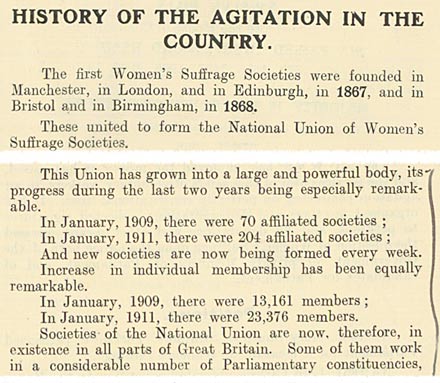 HISTORY OF THE AGITATION IN THE
COUNTRY.
The first Women's Suffrage Societies were founded in
Manchester, in London, and in Edinburgh, in 1867, and in
Bristol and in Birmingham, in 1868.
These united to form the National Union of Women's
Suffrage Societies.
This Union has grown into a large and powerful body, its
progress during the last two years being especially remark-
able.
In January, 1909, there were 70 affiliated societies ;
In January, 1911, there were 204 affiliated societies ;
And new societies are now being formed every week.
Increase in individual membership has been equally
remarkable.
In January, 1909, there were 13,161 members ;
In January, 1911, there were 23,376 members.
Societies of the National Union are now, therefore, in
existence in all parts of Great Britain. Some of them work
in a considerable number of Parliamentary constituencies,